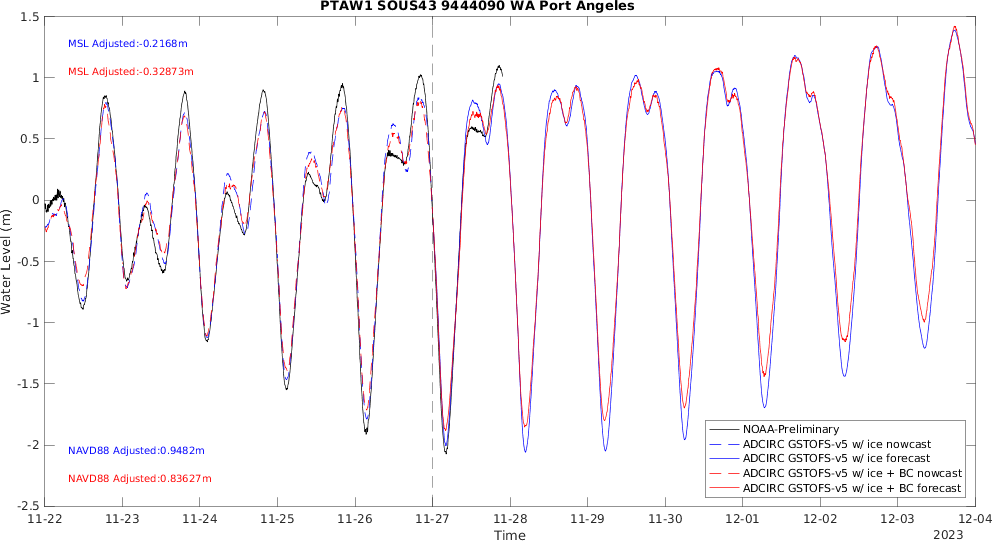 PTAW1 SOUS43 9444090 WA Port Angeles
1.5
1
0.5
0
-0.5
-1
-1.5
-2
-2.5
Water Level (m)
MSL Adjusted:-0.2168m
MSL Adjusted:-0.32873m
NAVD88 Adjusted:0.9482m
NAVD88 Adjusted:0.83627m
NOAA-Preliminary
ADCIRC GSTOFS-v5 w/ ice nowcast
ADCIRC GSTOFS-v5 w/ ice forecast
ADCIRC GSTOFS-v5 w/ ice + BC nowcast
ADCIRC GSTOFS-v5 w/ ice + BC forecast
11-22 11-23 11-24 11-25 11-26 11-27 11-28 11-29 11-30 12-01 12-02 12-03 12-04
Time
2023